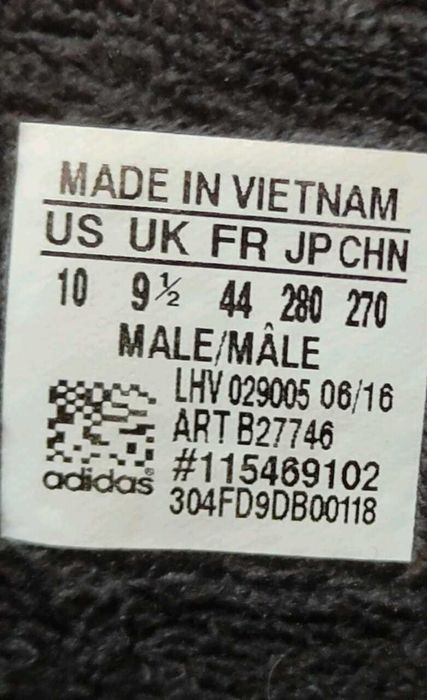 MADE IN VIETNAM
US UK FR JP CHN
10 9½ 44 280 270
MALE/MÂLE
LHV 029005 06/16
ART B27746
#115469102
adidas®
304FD9DB00118